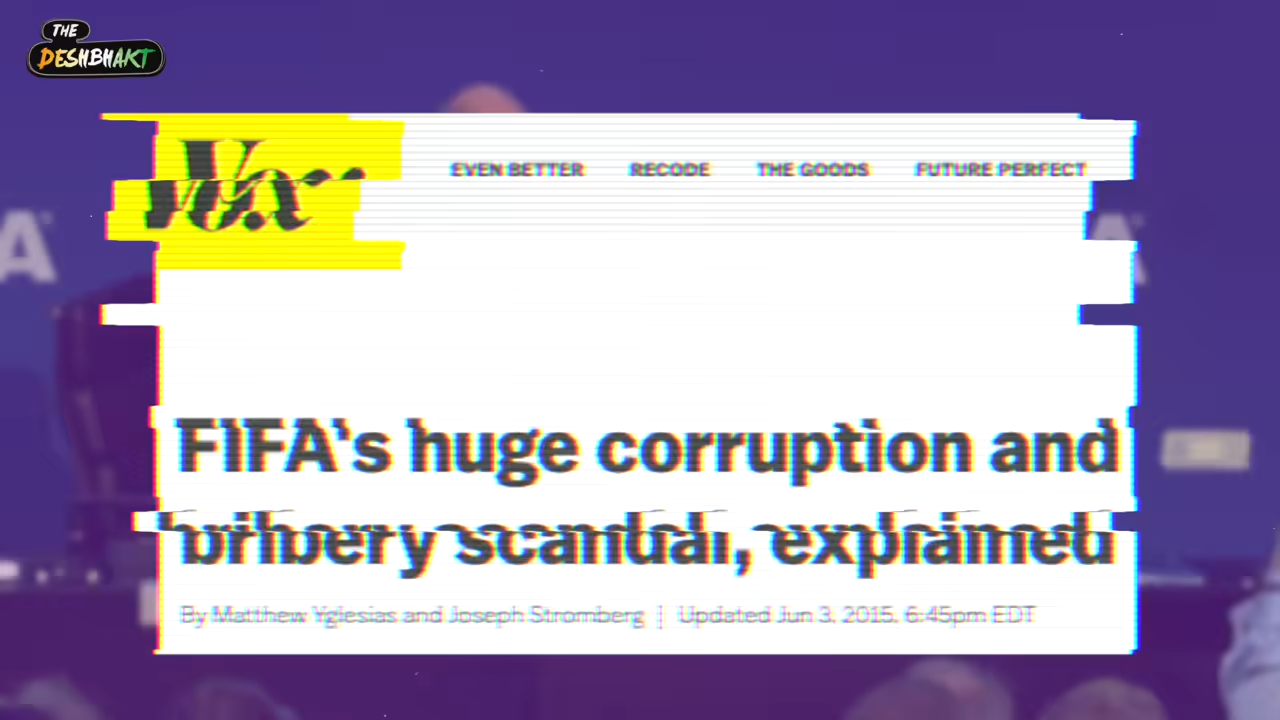 THE
DESHBHAKT
Vox
EVEN BETTER RECODE THE GOODS FUTURE PERFECT
FIFA's huge corruption and
bribery scandal, explained
By Matthew Yglesias and Joseph Stromberg | Updated Jun 3, 2015, 6:45pm EDT
A
A